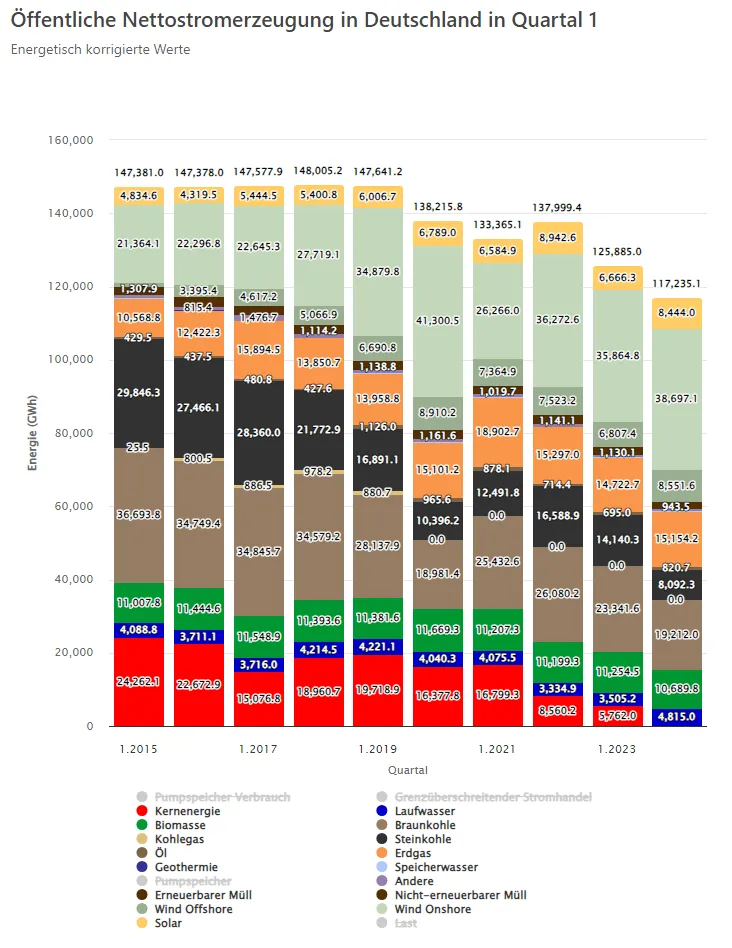 Öffentliche Nettostromerzeugung in Deutschland in Quartal 1
Energetisch korrigierte Werte
160,000
147,381.0 147,378.0 147,577.9 148,005.2 147,641.2
138,215.8 133,365.1 137,999.4 125,885.0 117,235.1
4,834.6 4,319.5 5,444.5 5,400.8 6,006.7 6,789.0 6,584.9 8,942.6 6,666.3 8,444.0
140,000
21,364.1 22,296.8 22,645.3 27,719.1 34,879.8 41,300.5 26,266.0 36,272.6 35,864.8 38,697.1
120,000
3,395.4 4,617.2 5,066.9 6,690.8 8,910.2 7,364.9 7,523.2 6,807.4 8,551.6
1,307.9 815.4 1,476.7 1,114.2 1,138.8 1,161.6 1,019.7 1,141.1 1,130.1 943.5
10,568.8 12,422.3 15,894.5 13,850.7 13,958.8 15,101.2 18,902.7 15,297.0 14,722.7 15,154.2
100,000
429.5 437.5 480.8 427.6 1,126.0 965.6 878.1 714.4 695.0 820.7
29,846.3 27,466.1 28,360.0 21,772.9 16,891.1 10,396.2 12,491.8 16,588.9 14,140.3 8,092.3
80,000
25.5 800.5 886.5 978.2 880.7 0.0 0.0 0.0 0.0 0.0
60,000
36,693.8 34,749.4 34,845.7 34,579.2 28,137.9 18,981.4 25,432.6 26,080.2 23,341.6 19,212.0
40,000
11,007.8 11,444.6 11,548.9 11,393.6 11,381.6 11,669.3 11,207.3 11,199.3 11,254.5 10,689.8
4,088.8 3,711.1 3,716.0 4,214.5 4,221.1 4,040.3 4,075.5 3,334.9 3,505.2 4,815.0
20,000
24,262.1 22,672.9 15,076.8 18,960.7 19,718.9 16,377.8 16,799.3 8,560.2 5,762.0
0
Energie (GWh)
1.2015 1.2017 1.2019 1.2021 1.2023
Quartal
Pumpspeicher Verbrauch Grenzüberschreitender Stromhandel
Kernenergie Laufwasser
Biomasse Braunkohle
Kohlegas Steinkohle
Öl Erdgas
Geothermie Speicherwasser
Pumpspeicher Andere
Erneuerbarer Müll Nicht-erneuerbarer Müll
Wind Offshore Wind Onshore
Solar Last